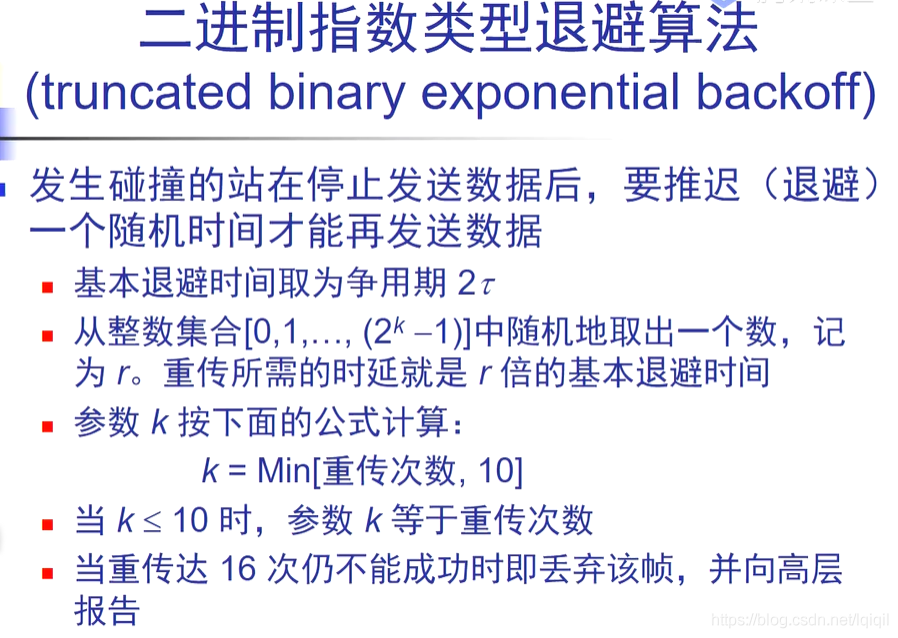 二进制指数类型退避算法
(truncated binary exponential backoff)
发生碰撞的站在停止发送数据后，要推迟（退避）
一个随机时间才能再发送数据
基本退避时间取为争用期 2τ
从整数集合[0,1,…, (2ᵏ –1)]中随机地取出一个数，记
为 r。重传所需的时延就是 r 倍的基本退避时间
参数 k 按下面的公式计算：
k = Min[重传次数, 10]
当 k ≤ 10 时，参数 k 等于重传次数
当重传达 16 次仍不能成功时即丢弃该帧，并向高层
报告
https://blog.csdn.net/lqiqil